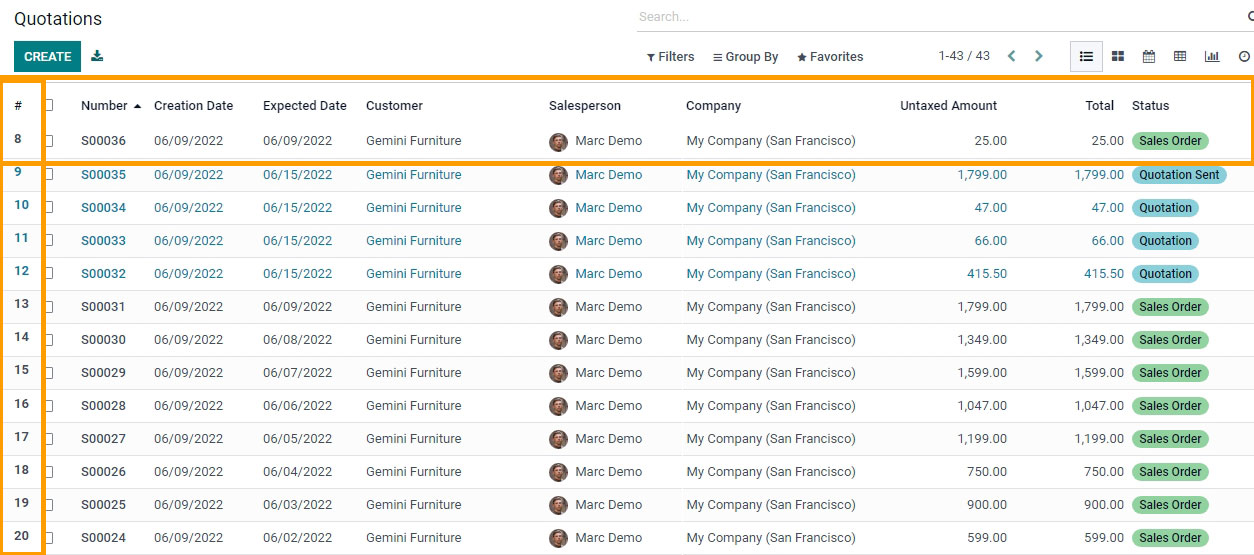 Quotations
Search...
CREATE
Filters Group By Favorites 1-43 / 43
# Number Creation Date Expected Date Customer Salesperson Company Untaxed Amount Total Status
8 S00036 06/09/2022 06/09/2022 Gemini Furniture Marc Demo My Company (San Francisco) 25.00 25.00 Sales Order
9 S00035 06/09/2022 06/15/2022 Gemini Furniture Marc Demo My Company (San Francisco) 1,799.00 1,799.00 Quotation Sent
10 S00034 06/09/2022 06/15/2022 Gemini Furniture Marc Demo My Company (San Francisco) 47.00 47.00 Quotation
11 S00033 06/09/2022 06/15/2022 Gemini Furniture Marc Demo My Company (San Francisco) 66.00 66.00 Quotation
12 S00032 06/09/2022 06/15/2022 Gemini Furniture Marc Demo My Company (San Francisco) 415.50 415.50 Quotation
13 S00031 06/09/2022 06/09/2022 Gemini Furniture Marc Demo My Company (San Francisco) 1,799.00 1,799.00 Sales Order
14 S00030 06/09/2022 06/08/2022 Gemini Furniture Marc Demo My Company (San Francisco) 1,349.00 1,349.00 Sales Order
15 S00029 06/09/2022 06/07/2022 Gemini Furniture Marc Demo My Company (San Francisco) 1,599.00 1,599.00 Sales Order
16 S00028 06/09/2022 06/06/2022 Gemini Furniture Marc Demo My Company (San Francisco) 1,047.00 1,047.00 Sales Order
17 S00027 06/09/2022 06/05/2022 Gemini Furniture Marc Demo My Company (San Francisco) 1,199.00 1,199.00 Sales Order
18 S00026 06/09/2022 06/04/2022 Gemini Furniture Marc Demo My Company (San Francisco) 750.00 750.00 Sales Order
19 S00025 06/09/2022 06/03/2022 Gemini Furniture Marc Demo My Company (San Francisco) 900.00 900.00 Sales Order
20 S00024 06/09/2022 06/02/2022 Gemini Furniture Marc Demo My Company (San Francisco) 599.00 599.00 Sales Order